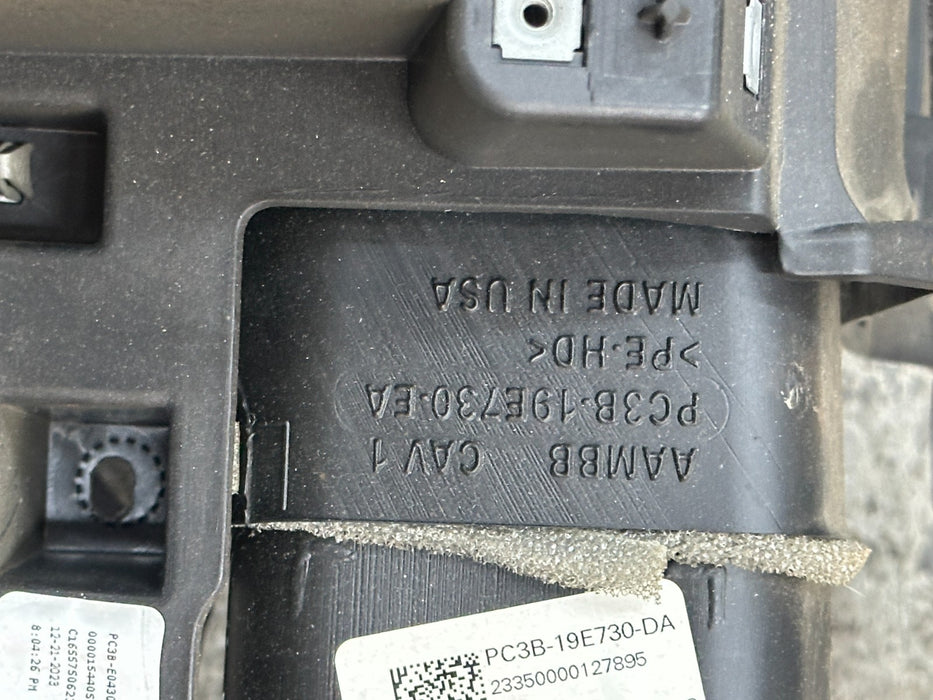 AAMBB CAV 1
PC3B-19E730-EA
>PE-HD<
MADE IN USA
PC3B-19E730-DA
23350000127895
12-21-2023
8:04:26 PM